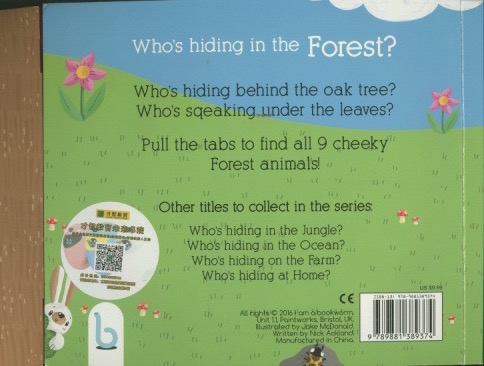 Who's hiding in the Forest?
Who's hiding behind the oak tree?
Who's sqeaking under the leaves?
Pull the tabs to find all 9 cheeky
Forest animals!
Other titles to collect in the series:
Who's hiding in the Jungle?
Who's hiding in the Ocean?
Who's hiding on the Farm?
Who's hiding at Home?
US $9.99
CE
All rights © 2016 Fam &bookworm.
Unit 1.1, Paintworks, Bristol, UK.
Illustrated by Jake McDonald
Written by Nick Ackland
Manufactured in China.
9 789881 389374
b